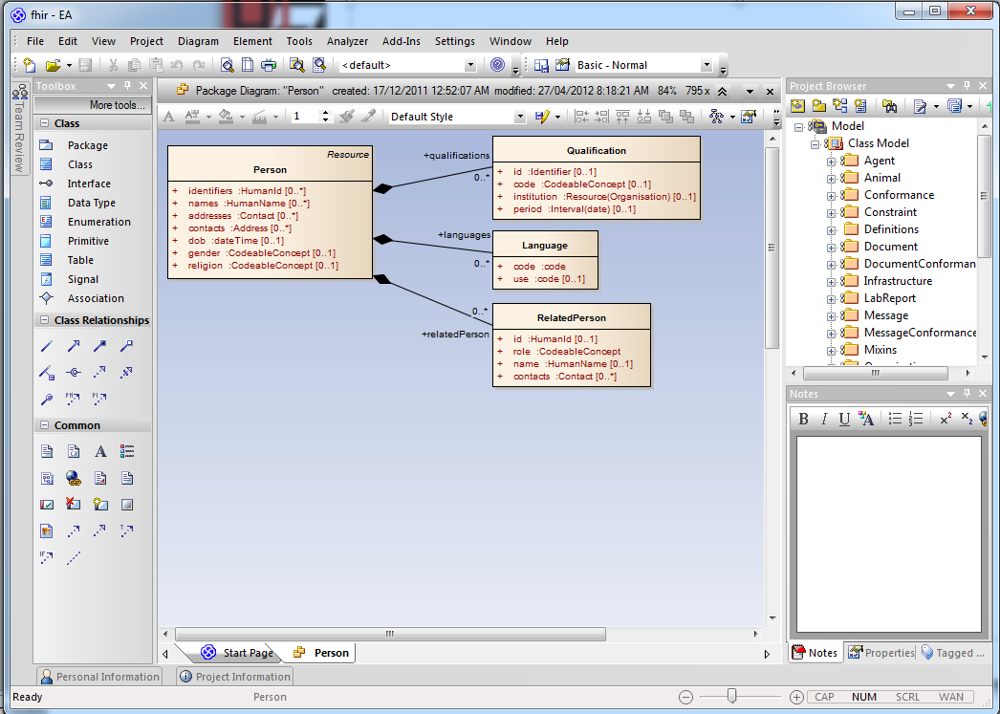 fhir - EA
File Edit View Project Diagram Element Tools Analyzer Add-Ins Settings Window Help
<default> Basic - Normal
Team Review
Toolbox
More tools...
Class
Package
Class
Interface
Data Type
Enumeration
Primitive
Table
Signal
Association
Class Relationships
Common
Package Diagram: "Person" created: 17/12/2011 12:52:07 AM modified: 27/04/2012 8:18:21 AM 84% 795 x
1 Default Style
Resource
Person
+ identifiers :HumanId [0..*]
+ names :HumanName [0..*]
+ addresses :Contact [0..*]
+ contacts :Address [0..*]
+ dob :dateTime [0..1]
+ gender :CodeableConcept [0..1]
+ religion :CodeableConcept [0..1]
+qualifications
0..*
Qualification
+ id :Identifier [0..1]
+ code :CodeableConcept [0..1]
+ institution :Resource(Organisation) [0..1]
+ period :Interval(date) [0..1]
+languages
0..*
Language
+ code :code
+ use :code [0..1]
0..*
+relatedPerson
RelatedPerson
+ id :HumanId [0..1]
+ role :CodeableConcept
+ name :HumanName [0..1]
+ contacts :Contact [0..*]
Start Page Person
Project Browser
Model
Class Model
Agent
Animal
Conformance
Constraint
Definitions
Document
DocumentConforman
Infrastructure
LabReport
Message
MessageConformance
Mixins
Notes
B I U A x² x₂
Notes Properties Tagged ...
Personal Information Project Information
Ready Person CAP NUM SCRL WAN